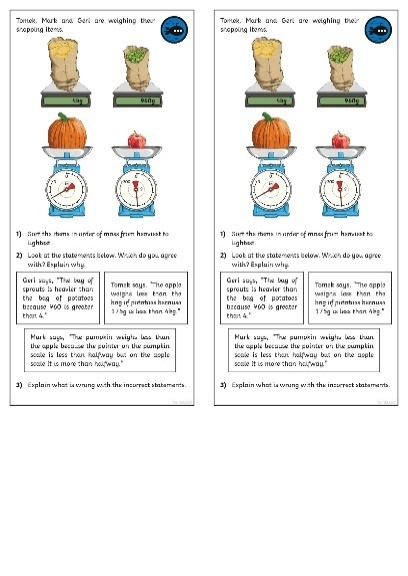 Tomek, Mark and Geri are weighing their
shopping items.
4kg
960g
1) Sort the items in order of mass from heaviest to
lightest.
2) Look at the statements below. Which do you agree
with? Explain why.
Geri says, "The bag of
sprouts is heavier than
the bag of potatoes
because 960 is greater
than 4."
Tomek says, "The apple
weighs less than the
bag of potatoes because
175g is less than 4kg."
Mark says, "The pumpkin weighs less than
the apple because the pointer on the pumpkin
scale is less than halfway but on the apple
scale it is more than halfway."
3) Explain what is wrong with the incorrect statements.
Tomek, Mark and Geri are weighing their
shopping items.
4kg
960g
1) Sort the items in order of mass from heaviest to
lightest.
2) Look at the statements below. Which do you agree
with? Explain why.
Geri says, "The bag of
sprouts is heavier than
the bag of potatoes
because 960 is greater
than 4."
Tomek says, "The apple
weighs less than the
bag of potatoes because
175g is less than 4kg."
Mark says, "The pumpkin weighs less than
the apple because the pointer on the pumpkin
scale is less than halfway but on the apple
scale it is more than halfway."
3) Explain what is wrong with the incorrect statements.